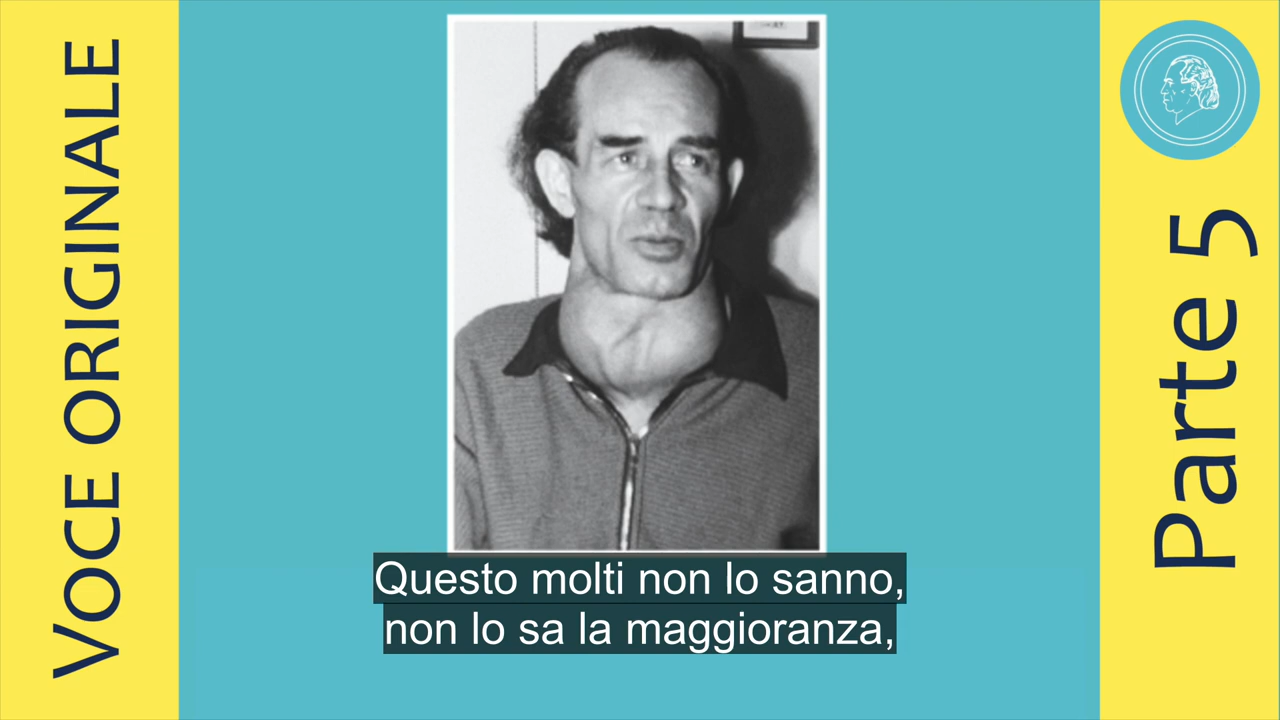 VOCE ORIGINALE
Parte 5
Questo molti non lo sanno,
non lo sa la maggioranza,